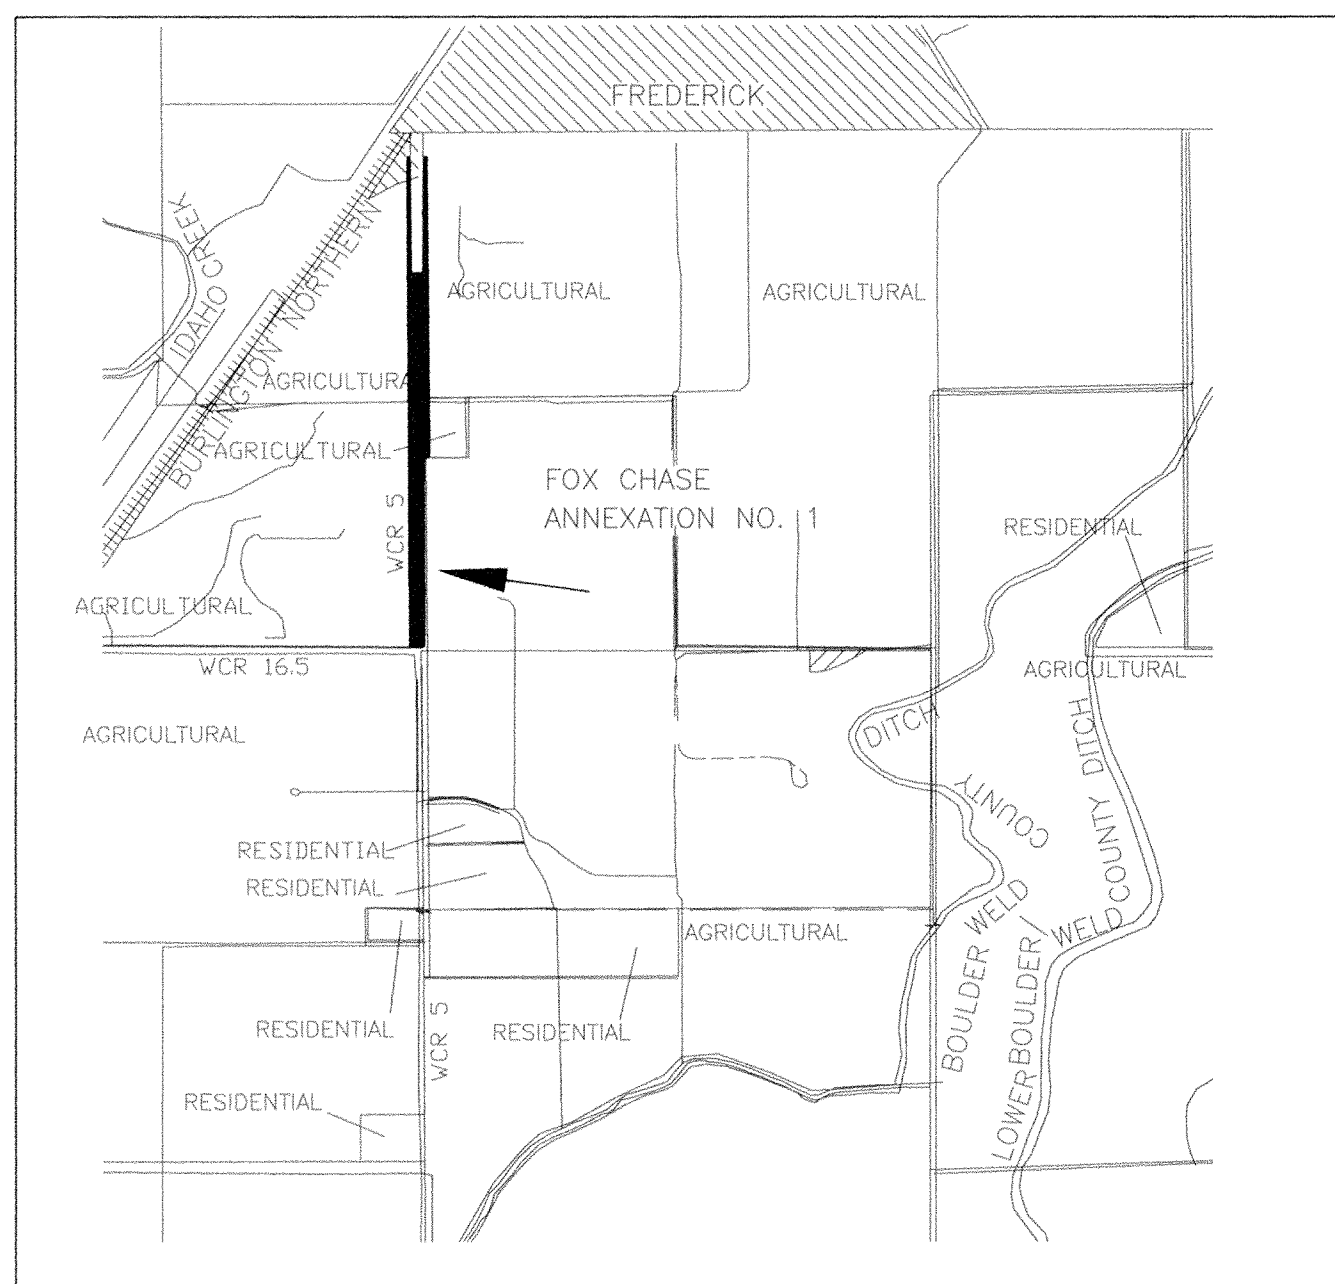 FREDERICK
IDAHO CREEK
BURLINGTON NORTHERN
AGRICULTURAL
AGRICULTURAL
AGRICULTURA
AGRICULTURAL
WCR 5
FOX CHASE
ANNEXATION NO. 1
RESIDENTIAL
AGRICULTURAL
WCR 16.5
AGRICULTURAL
AGRICULTURAL
BOULDER WELD COUNTY DITCH
LOWER BOULDER WELD COUNTY DITCH
RESIDENTIAL
RESIDENTIAL
AGRICULTURAL
RESIDENTIAL
WCR 5
RESIDENTIAL
RESIDENTIAL